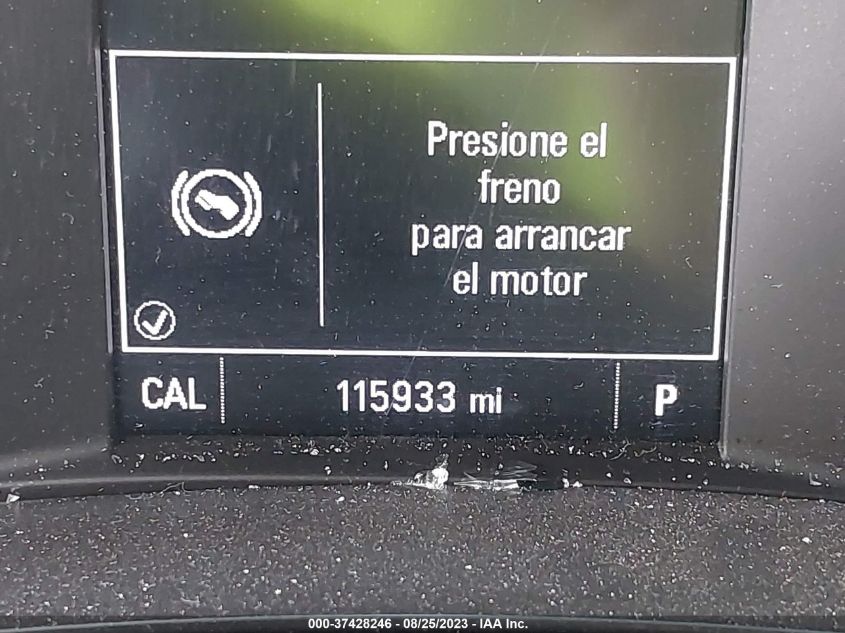 Presione el
freno
para arrancar
el motor
CAL 115933 mi P
000-37428246 - 08/25/2023 - IAA Inc.